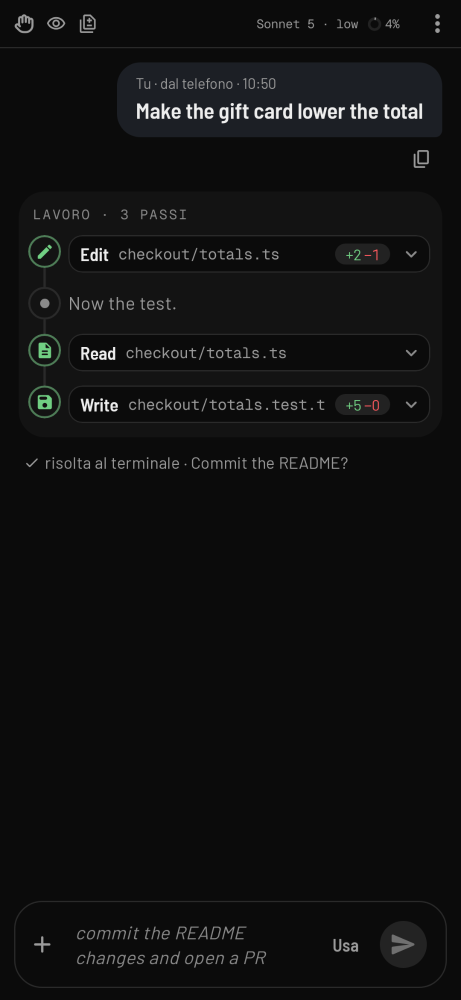 Sonnet 5 · low 4%
Tu · dal telefono · 10:50
Make the gift card lower the total
LAVORO · 3 PASSI
Edit checkout/totals.ts +2 −1
Now the test.
Read checkout/totals.ts
Write checkout/totals.test.t +5 −0
risolta al terminale · Commit the README?
commit the README
changes and open a PR
Usa